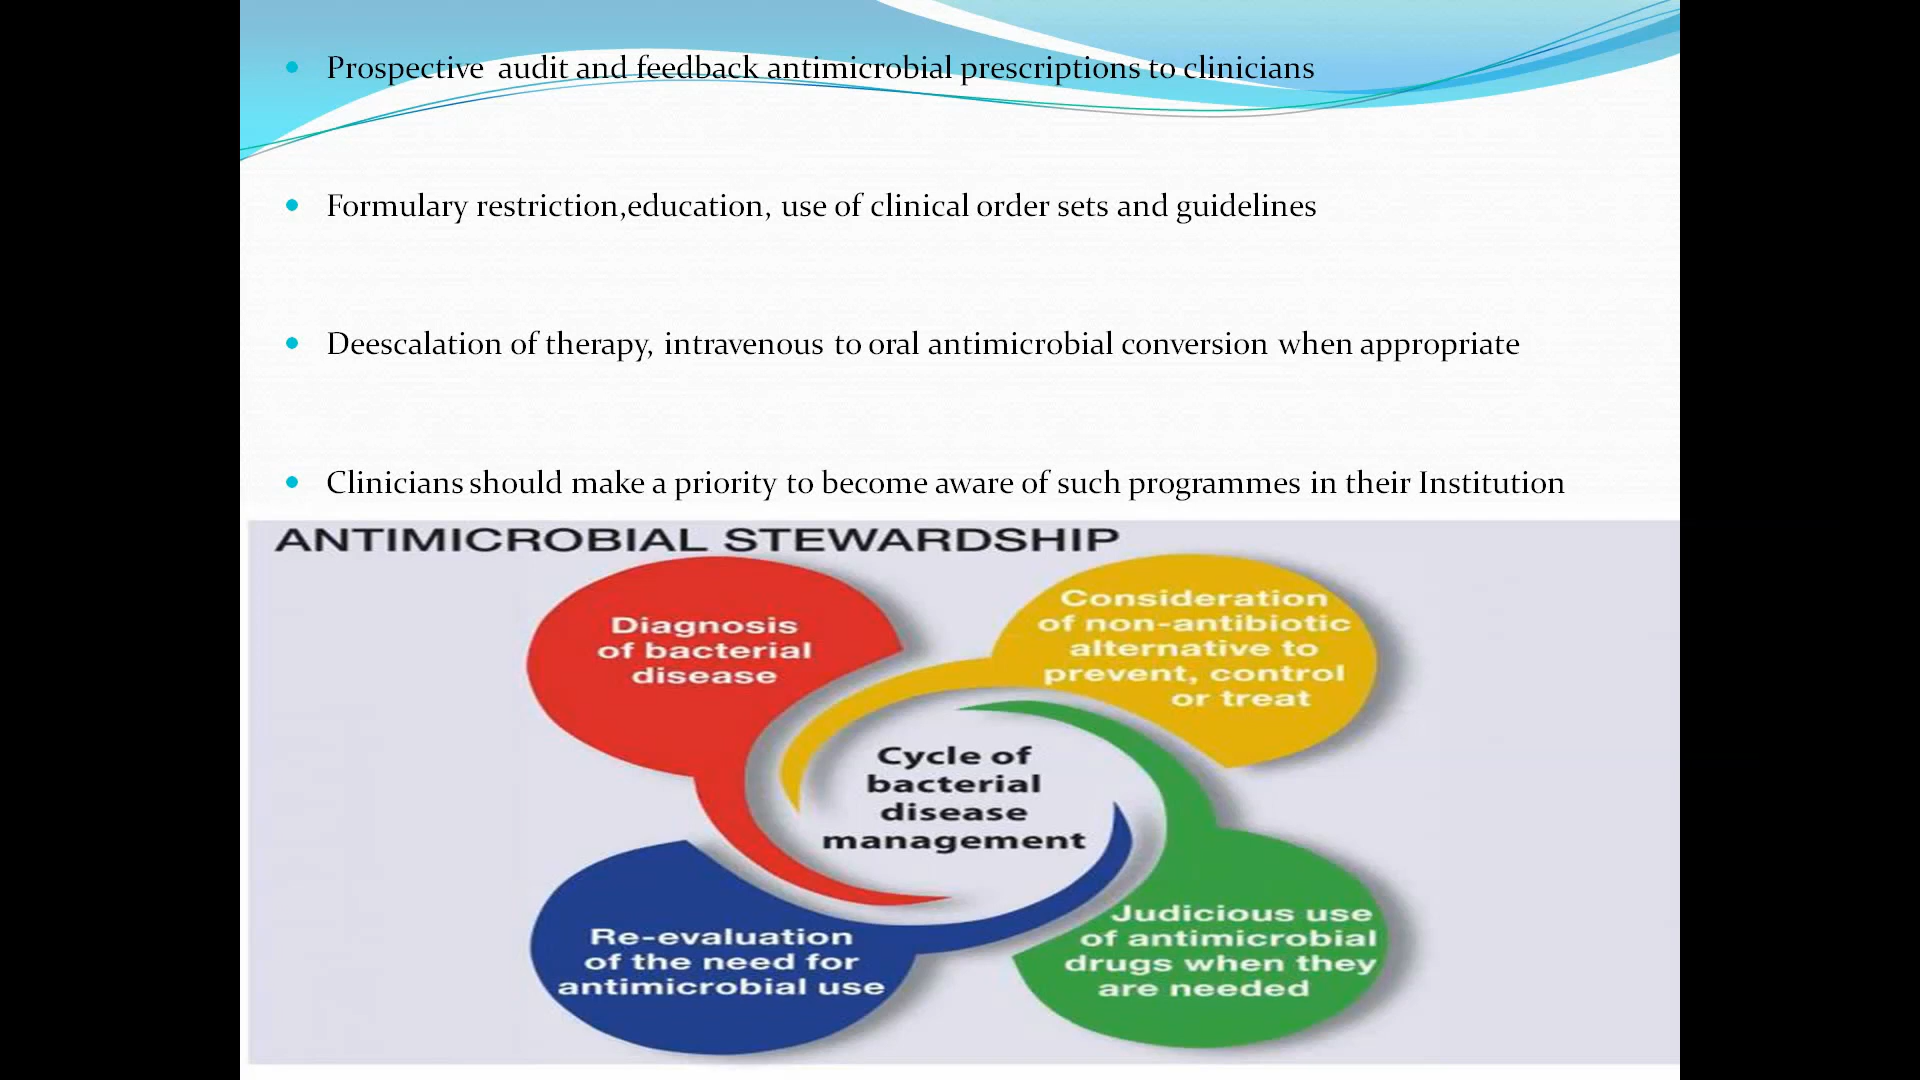 Prospective audit and feedback antimicrobial prescriptions to clinicians
Formulary restriction,education, use of clinical order sets and guidelines
Deescalation of therapy, intravenous to oral antimicrobial conversion when appropriate
Clinicians should make a priority to become aware of such programmes in their Institution
ANTIMICROBIAL STEWARDSHIP
Diagnosis
of bacterial
disease
Consideration
of non-antibiotic
alternative to
prevent, control
or treat
Cycle of
bacterial
disease
management
Re-evaluation
of the need for
antimicrobial use
Judicious use
of antimicrobial
drugs when they
are needed